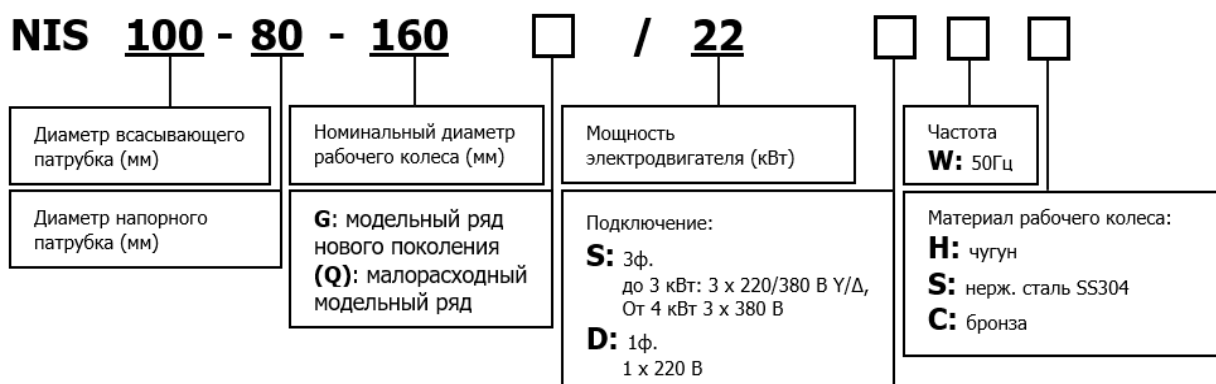 NIS 100 - 80 - 160 / 22
Диаметр всасывающего
патрубка (мм)
Диаметр напорного
патрубка (мм)
Номинальный диаметр
рабочего колеса (мм)
G: модельный ряд
нового поколения
(Q): малорасходный
модельный ряд
Мощность
электродвигателя (кВт)
Подключение:
S: 3ф.
до 3 кВт: 3 x 220/380 В Y/Δ,
От 4 кВт 3 x 380 В
D: 1ф.
1 x 220 В
Частота
W: 50Гц
Материал рабочего колеса:
H: чугун
S: нерж. сталь SS304
C: бронза